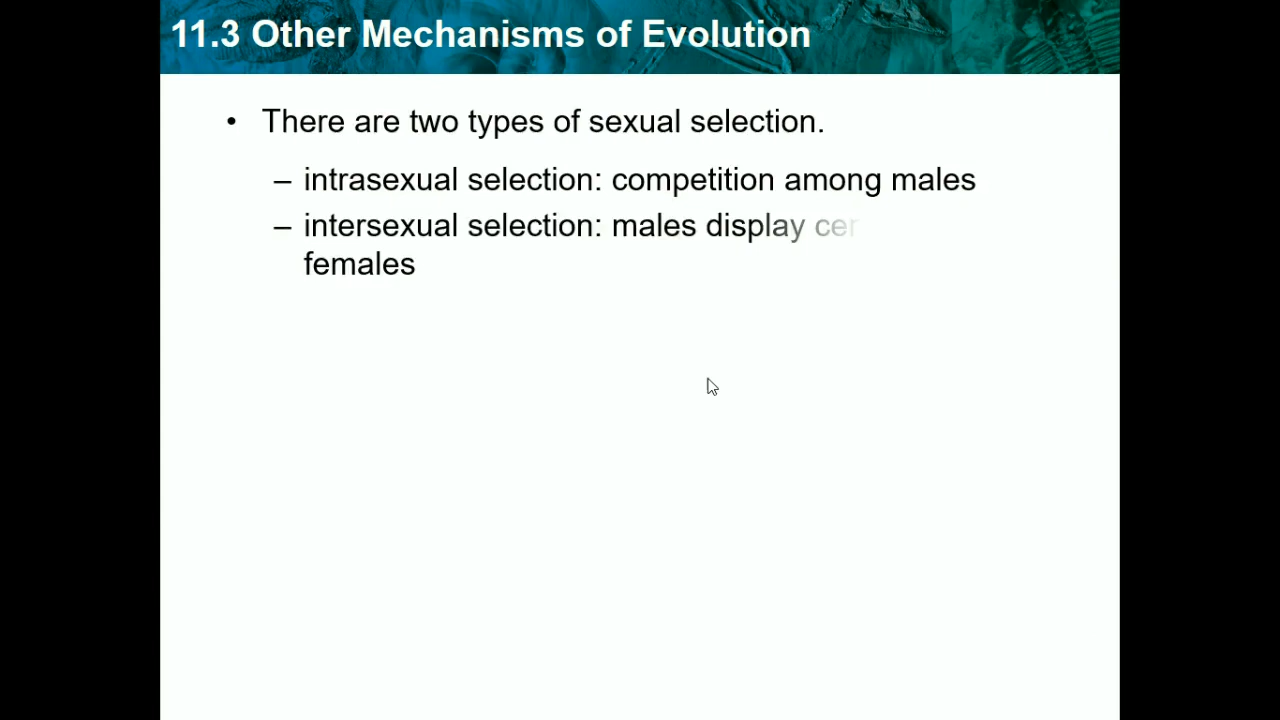 11.3 Other Mechanisms of Evolution
• There are two types of sexual selection.
– intrasexual selection: competition among males
– intersexual selection: males display
females